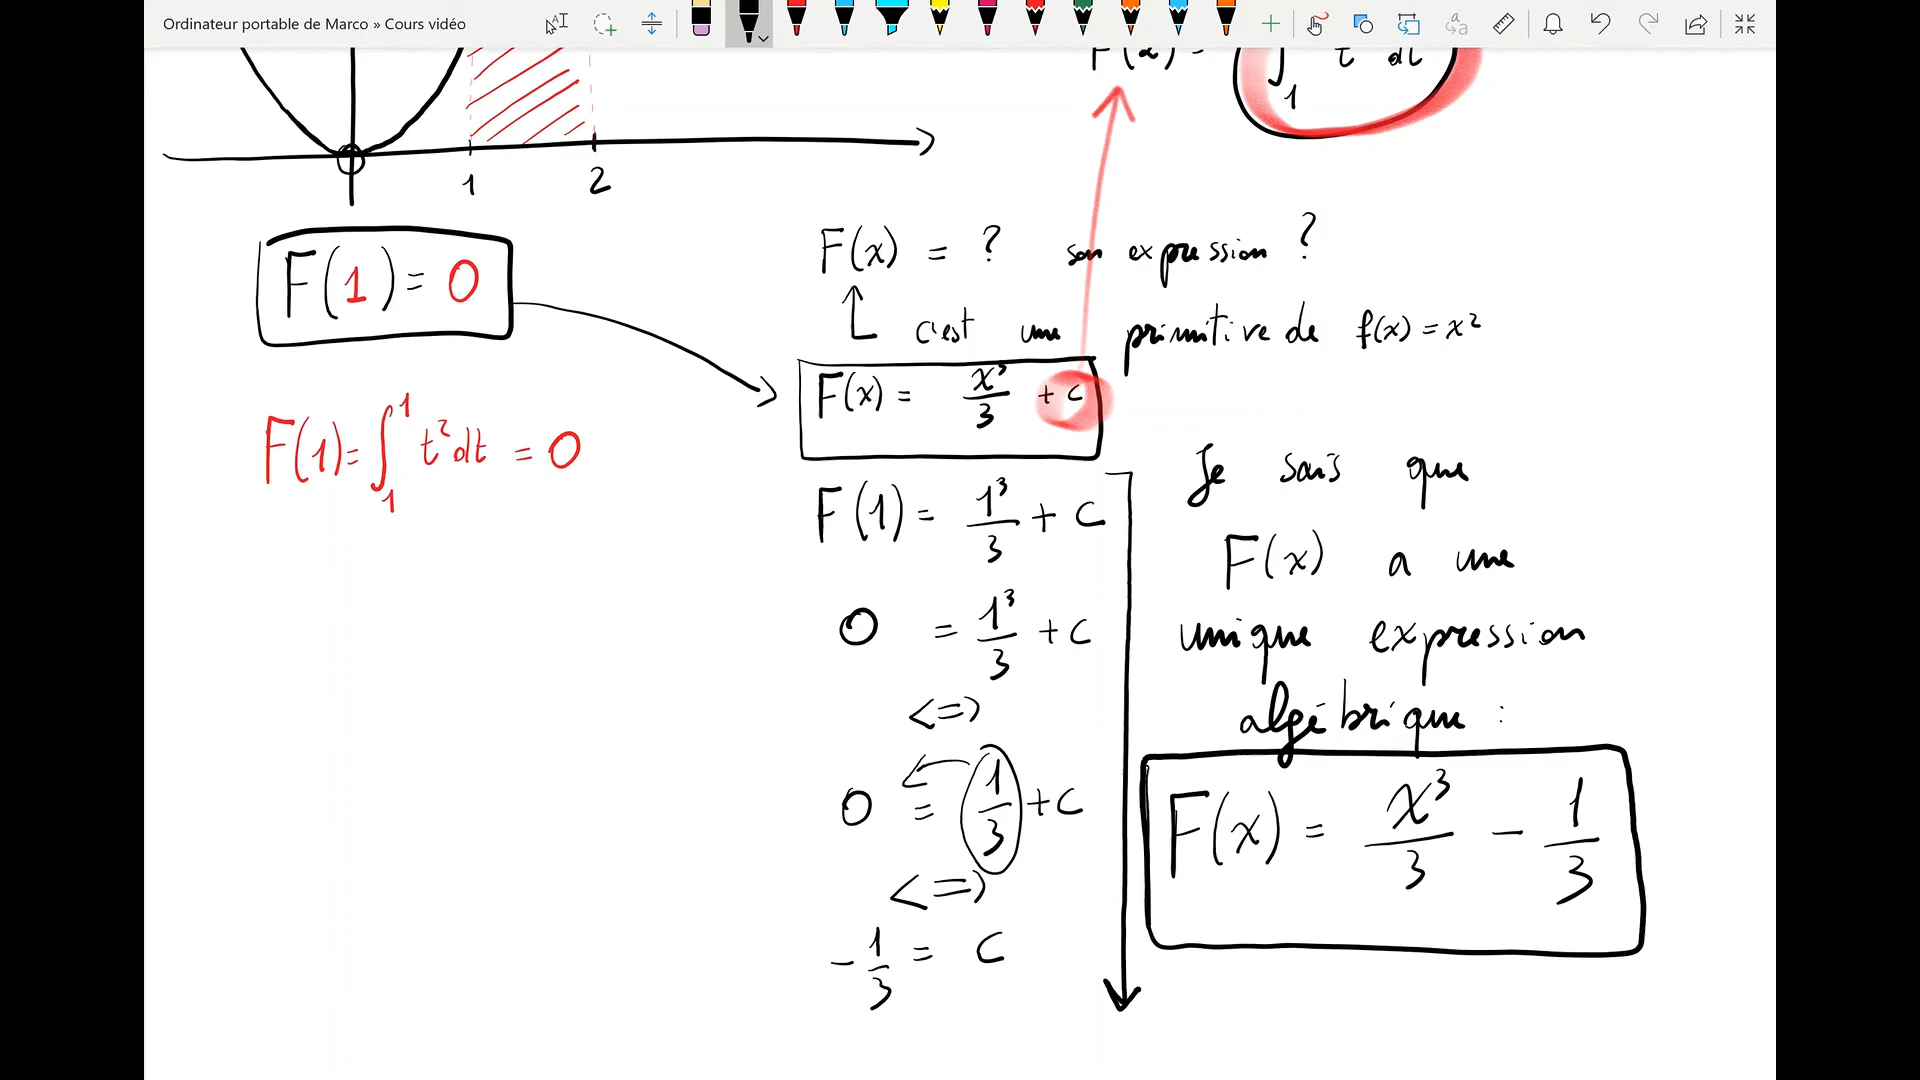 Ordinateur portable de Marco » Cours vidéo
F(x) = ∫ t dt
1
1 2
F(1) = 0
F(x) = ? son expression ?
c'est une primitive de f(x) = x²
F(x) = x³/3 + c
F(1) = ∫₁¹ t² dt = 0
F(1) = 1³/3 + c
0 = 1³/3 + c
<=>
0 = 1/3 + c
<=>
- 1/3 = c
Je sais que
F(x) a une
unique expression
algébrique :
F(x) = x³/3 - 1/3